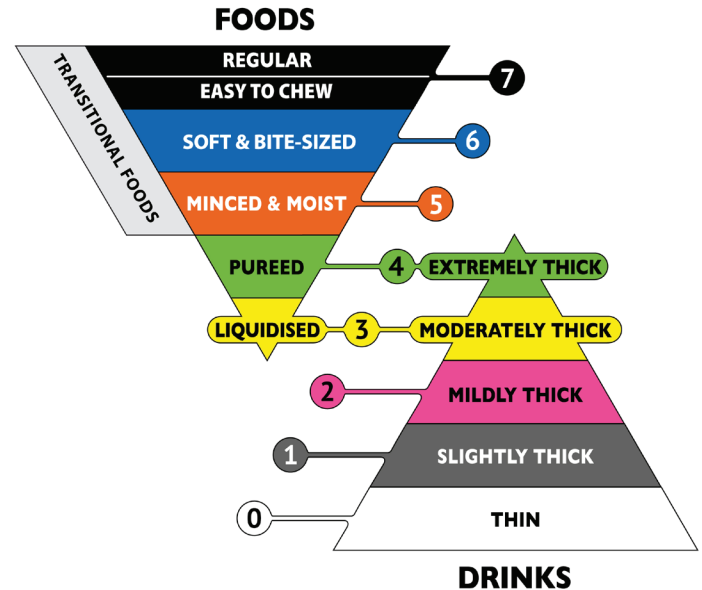 FOODS
TRANSITIONAL FOODS
REGULAR
7
EASY TO CHEW
SOFT & BITE-SIZED
6
MINCED & MOIST
5
PUREED
4
EXTREMELY THICK
LIQUIDISED
3
MODERATELY THICK
2
MILDLY THICK
1
SLIGHTLY THICK
0
THIN
DRINKS